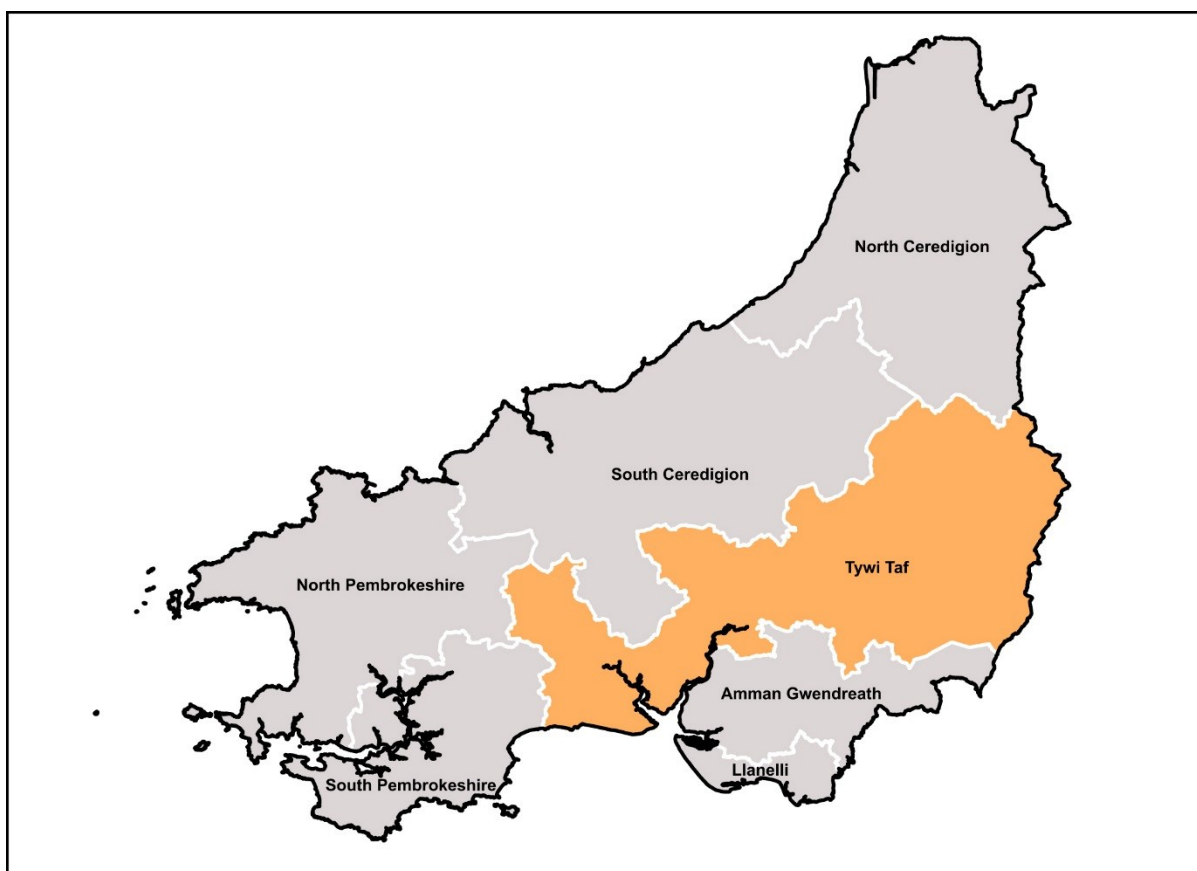 North Ceredigion
South Ceredigion
Tywi Taf
North Pembrokeshire
Amman Gwendreath
Llanelli
South Pembrokeshire